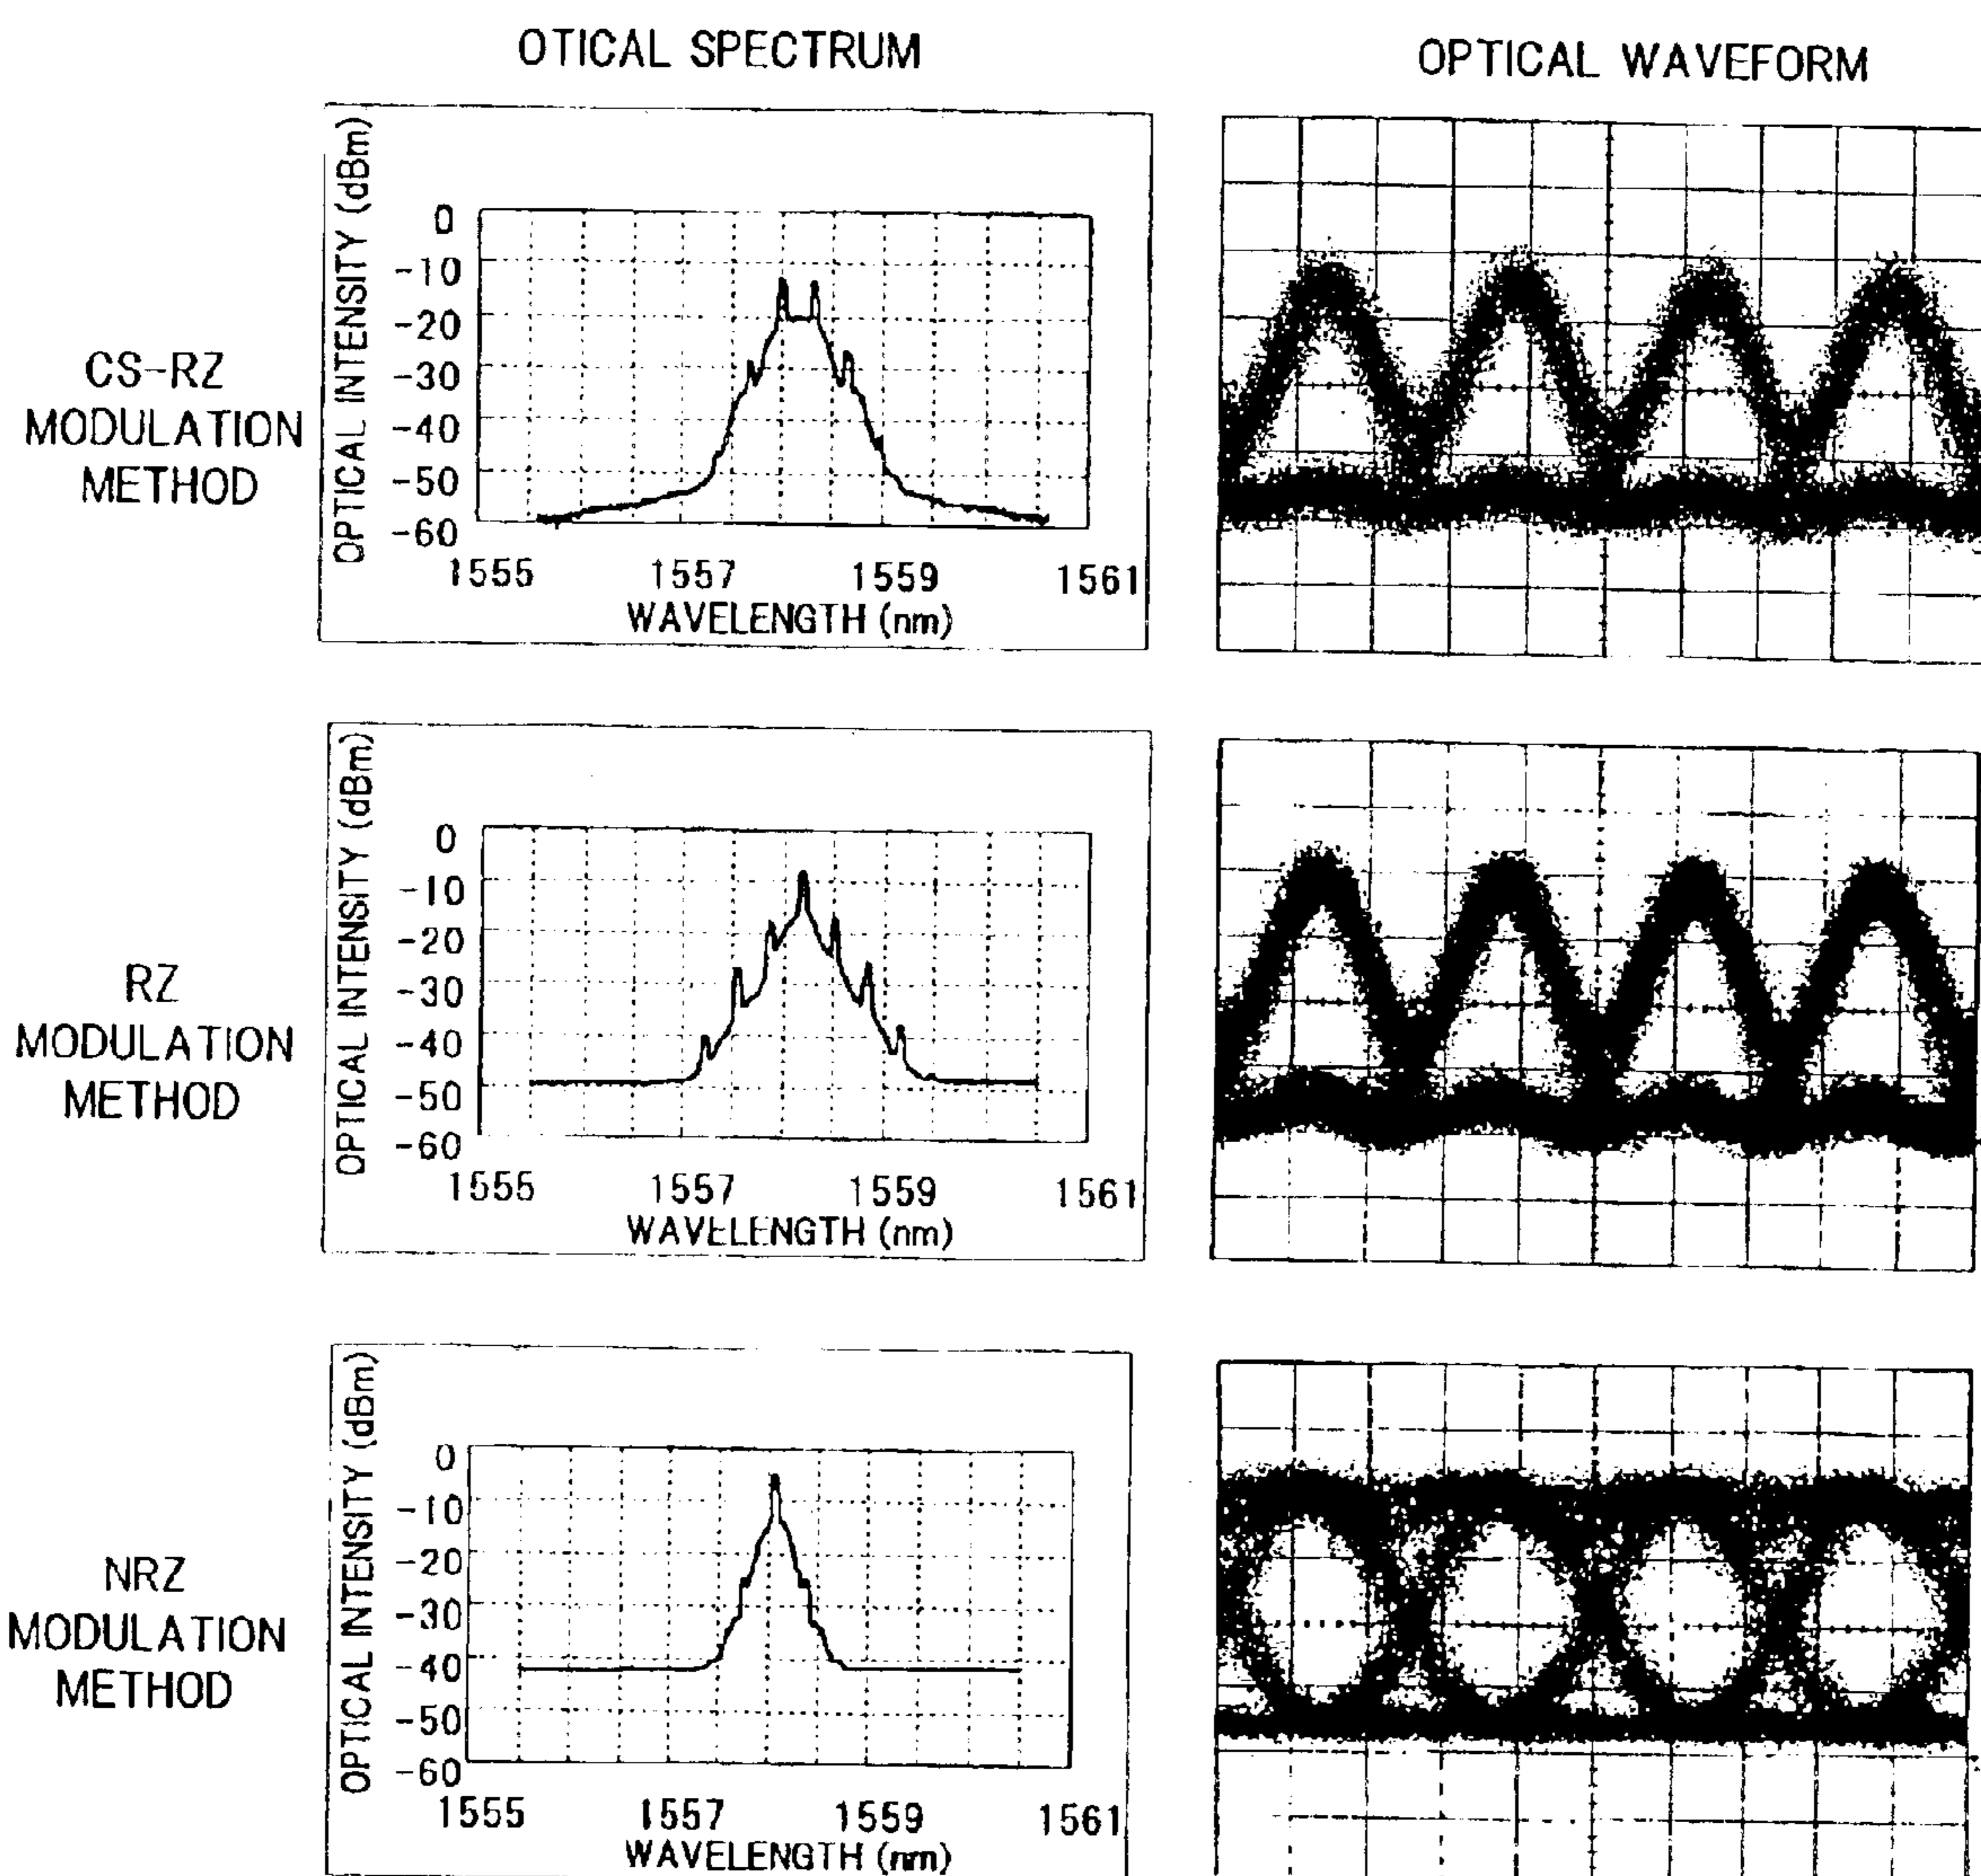 OTICAL SPECTRUM
OPTICAL WAVEFORM
CS-RZ
MODULATION
METHOD
OPTICAL INTENSITY (dBm)
0
-10
-20
-30
-40
-50
-60
1555 1557 1559 1561
WAVELENGTH (nm)
RZ
MODULATION
METHOD
OPTICAL INTENSITY (dBm)
0
-10
-20
-30
-40
-50
-60
1555 1557 1559 1561
WAVELENGTH (nm)
NRZ
MODULATION
METHOD
OPTICAL INTENSITY (dBm)
0
-10
-20
-30
-40
-50
-60
1555 1557 1559 1561
WAVELENGTH (nm)